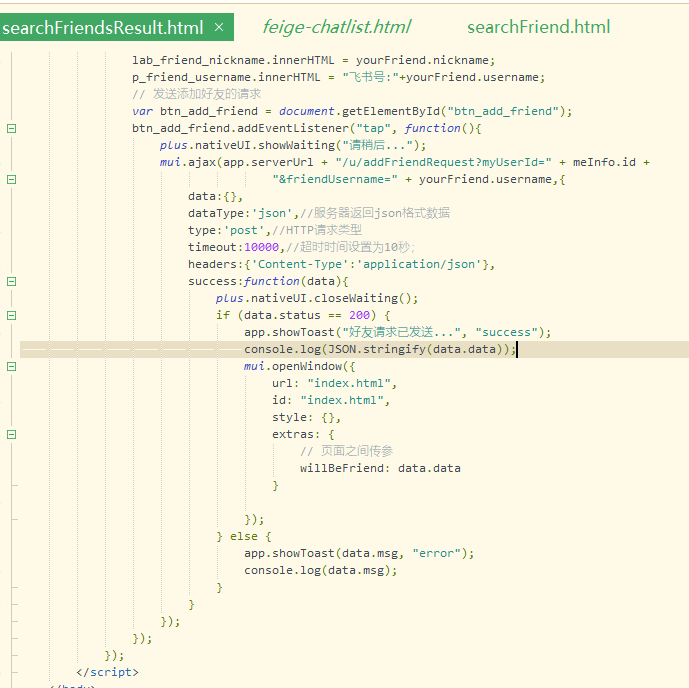 searchFriendsResult.html × feige-chatlist.html searchFriend.html
lab_friend_nickname.innerHTML = yourFriend.nickname;
p_friend_username.innerHTML = "飞书号:"+yourFriend.username;
// 发送添加好友的请求
var btn_add_friend = document.getElementById("btn_add_friend");
btn_add_friend.addEventListener("tap", function(){
plus.nativeUI.showWaiting("请稍后...");
mui.ajax(app.serverUrl + "/u/addFriendRequest?myUserId=" + meInfo.id +
"&friendUsername=" + yourFriend.username,{
data:{},
dataType:'json',//服务器返回json格式数据
type:'post',//HTTP请求类型
timeout:10000,//超时时间设置为10秒;
headers:{'Content-Type':'application/json'},
success:function(data){
plus.nativeUI.closeWaiting();
if (data.status == 200) {
app.showToast("好友请求已发送...", "success");
console.log(JSON.stringify(data.data));
mui.openWindow({
url: "index.html",
id: "index.html",
style: {},
extras: {
// 页面之间传参
willBeFriend: data.data
}
});
} else {
app.showToast(data.msg, "error");
console.log(data.msg);
}
}
});
});
});
</script>
</body>